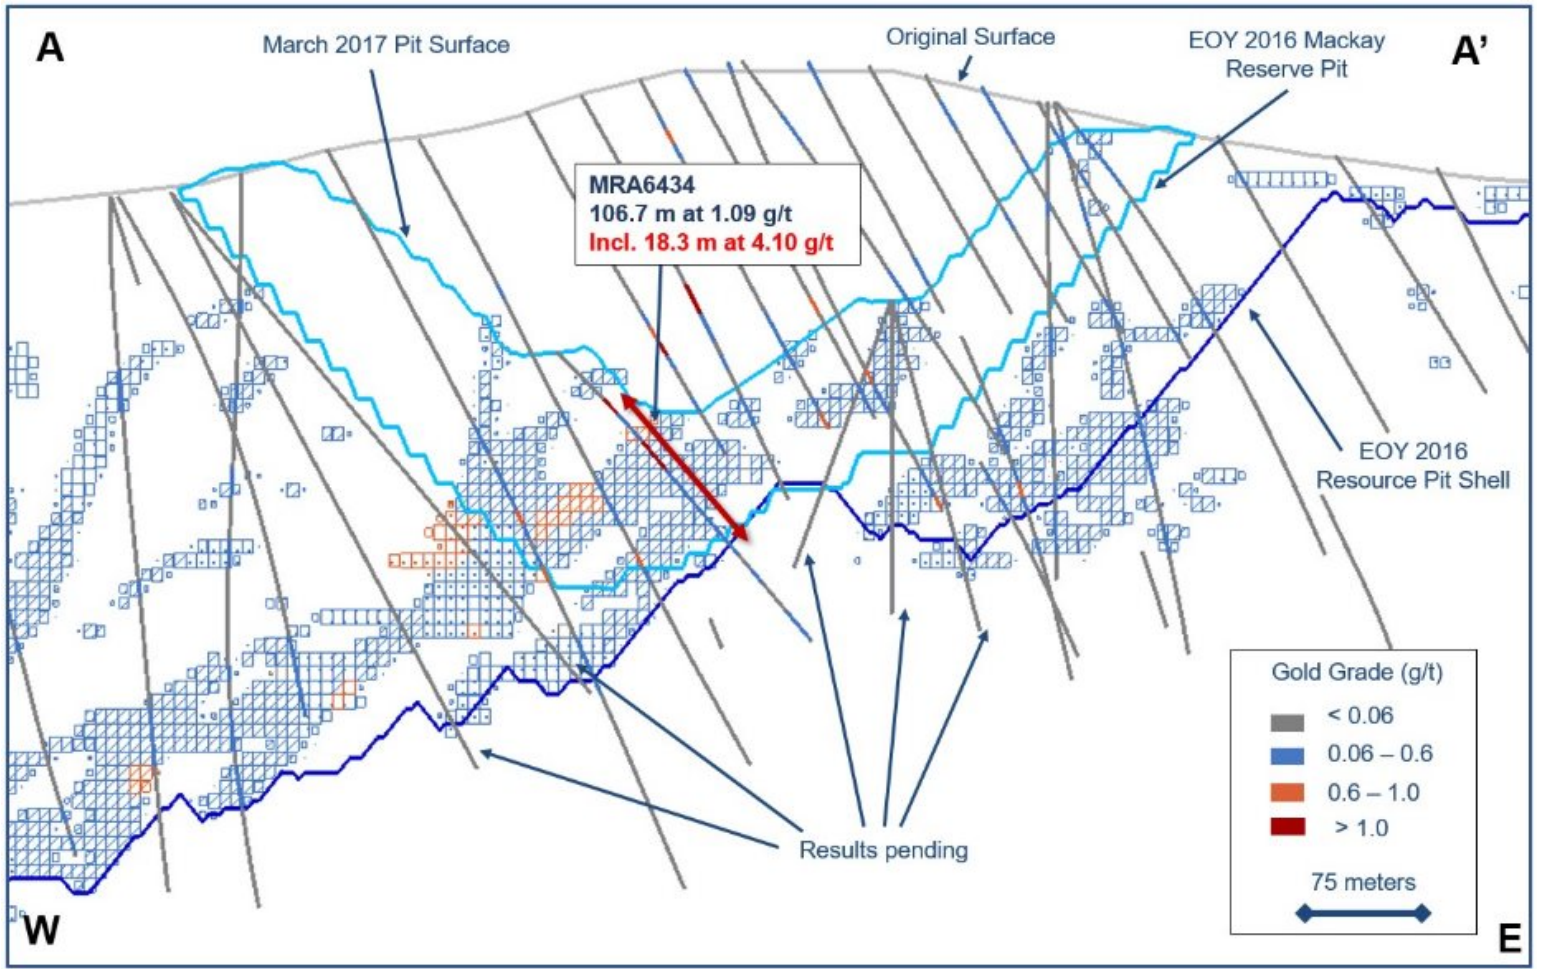 A
March 2017 Pit Surface
Original Surface
EOY 2016 Mackay
Reserve Pit
A’
MRA6434
106.7 m at 1.09 g/t
Incl. 18.3 m at 4.10 g/t
EOY 2016
Resource Pit Shell
Results pending
Gold Grade (g/t)
< 0.06
0.06 – 0.6
0.6 – 1.0
> 1.0
75 meters
W
E